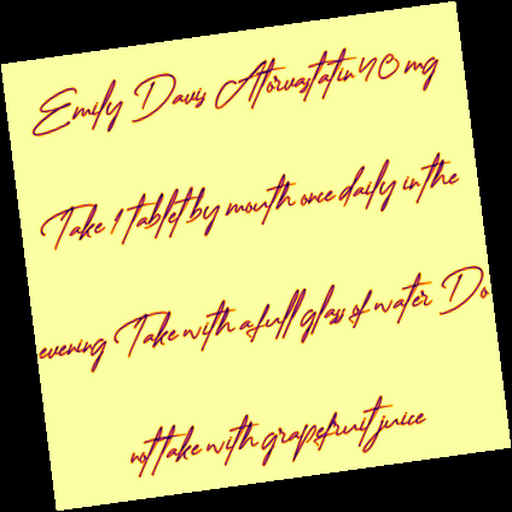 Emily Davis Atorvastatin 40 mg
Take 1 tablet by mouth once daily in the
evening Take with a full glass of water Do
not take with grapefruit juice